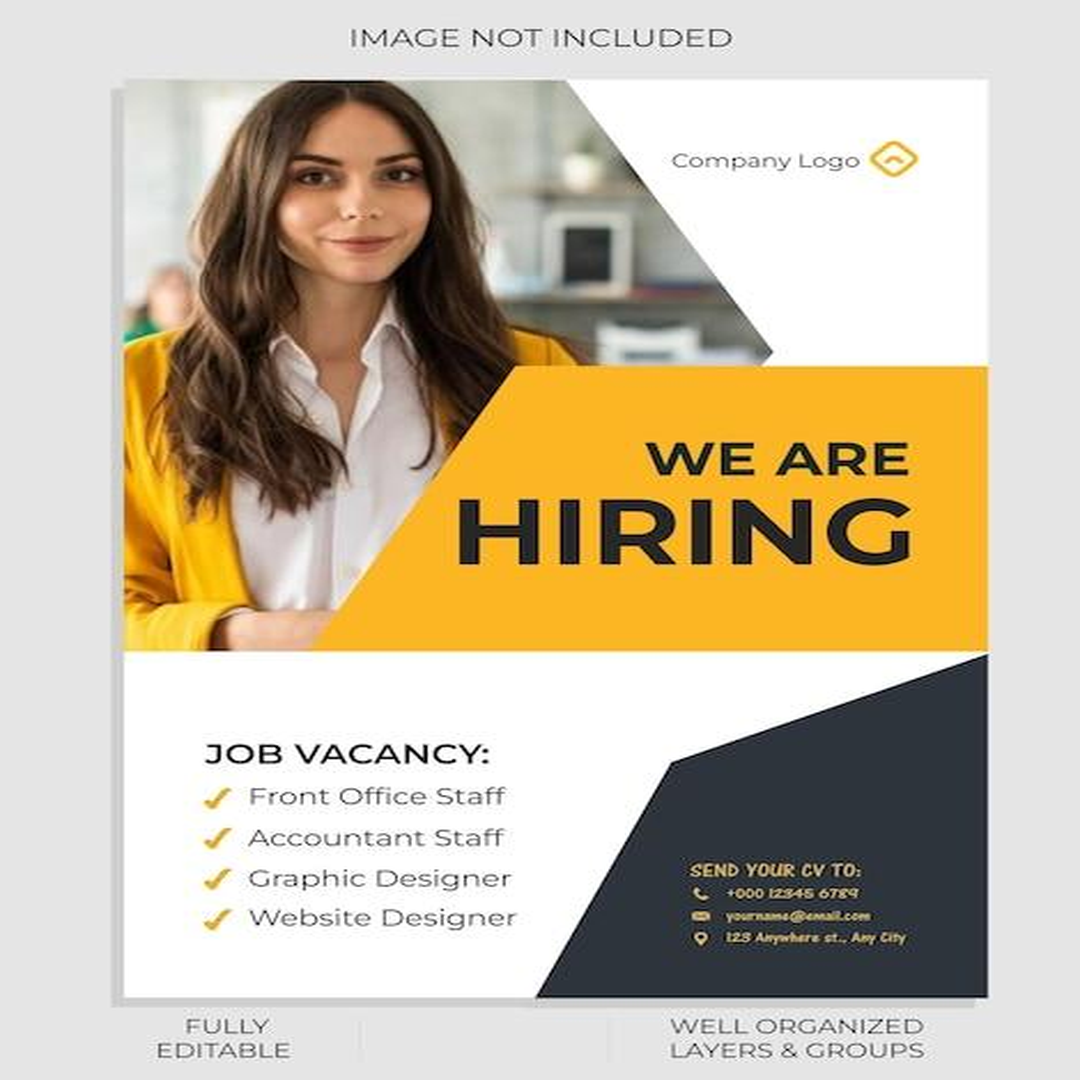 IMAGE NOT INCLUDED
Company Logo
WE ARE
HIRING
JOB VACANCY:
Front Office Staff
Accountant Staff
Graphic Designer
Website Designer
SEND YOUR CV TO:
+000 12345 6789
yourname@email.com
123 Anywhere st., Any City
FULLY
EDITABLE
WELL ORGANIZED
LAYERS & GROUPS